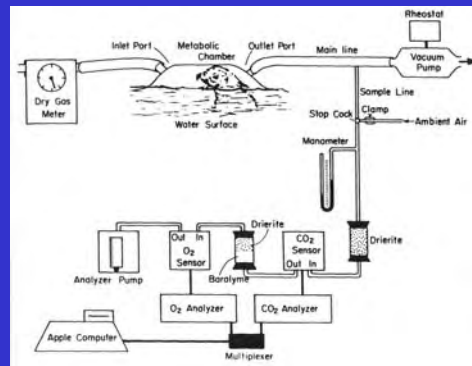 Rheostat
Inlet Port
Metabolic
Chamber
Outlet Port
Main line
Vacuum
Pump
Dry Gas
Meter
Sample Line
Water Surface
Stop Cock
Clamp
Ambient Air
Manometer
Drierite
Out In
O2
Sensor
Drierite
CO2
Sensor
Out In
Drierite
Analyzer Pump
Baralyme
O2 Analyzer
CO2 Analyzer
Apple Computer
Multiplexer